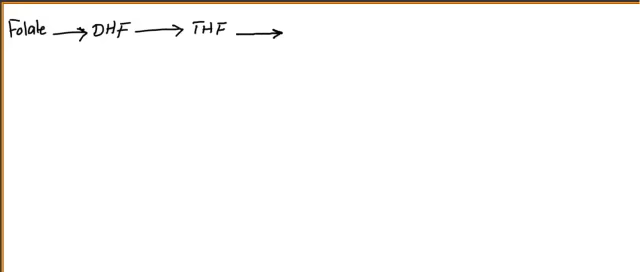 Folate → DHF → THF →